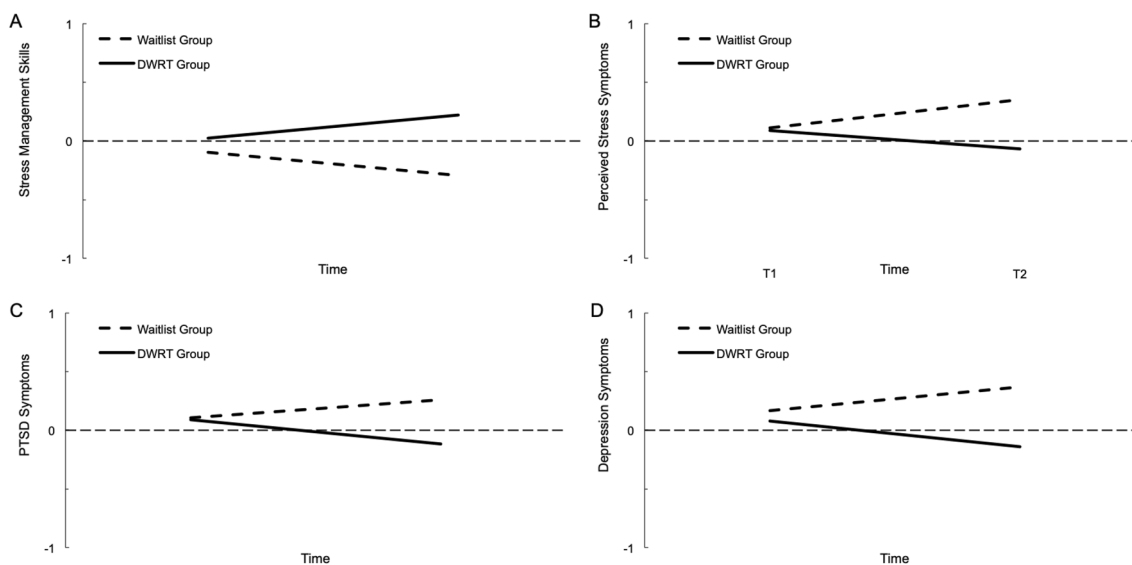 A
1
0
-1
Stress Management Skills
Waitlist Group
DWRT Group
Time
B
1
0
-1
Perceived Stress Symptoms
Waitlist Group
DWRT Group
T1
Time
T2
C
1
0
-1
PTSD Symptoms
Waitlist Group
DWRT Group
Time
D
1
0
-1
Depression Symptoms
Waitlist Group
DWRT Group
Time